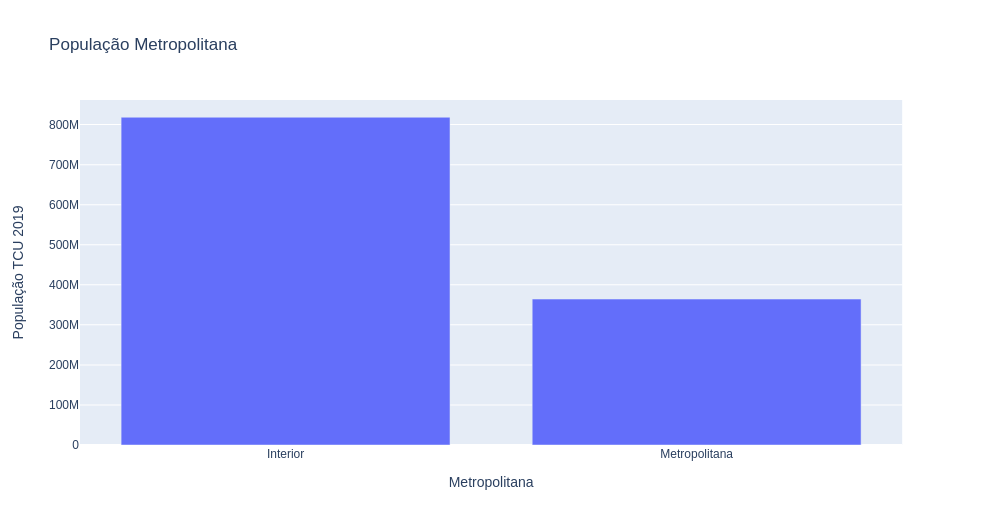 População Metropolitana
População TCU 2019
800M
700M
600M
500M
400M
300M
200M
100M
0
Interior
Metropolitana
Metropolitana